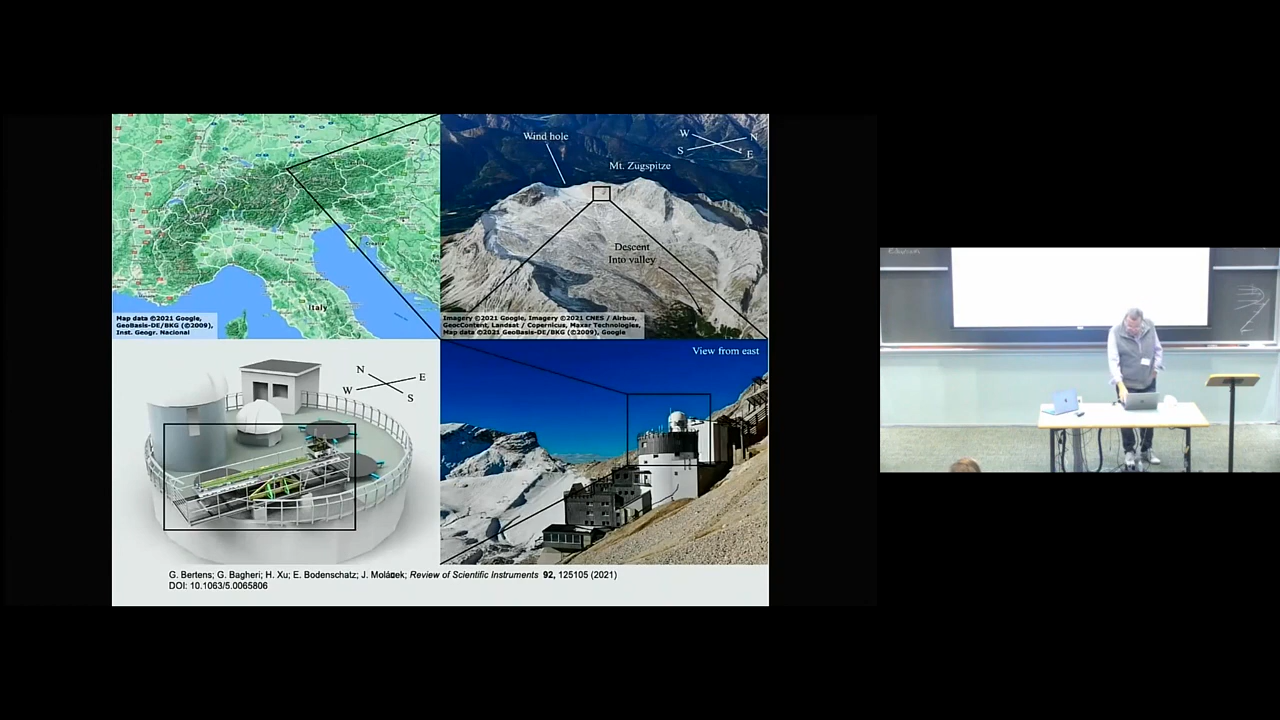 Italy
Croatia
Map data ©2021 Google,
GeoBasis-DE/BKG (©2009),
Inst. Geogr. Nacional
Wind hole
Mt. Zugspitze
W
N
S
E
Descent
Into valley
Imagery ©2021 Google, Imagery ©2021 CNES / Airbus,
GeoContent, Landsat / Copernicus, Maxar Technologies,
Map data ©2021 GeoBasis-DE/BKG (©2009), Google
N
E
W
S
View from east
G. Bertens; G. Bagheri; H. Xu; E. Bodenschatz; J. Moláček; Review of Scientific Instruments 92, 125105 (2021)
DOI: 10.1063/5.0065806